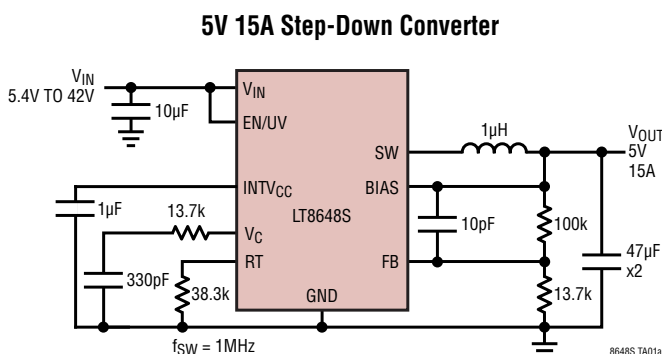 5V 15A Step-Down Converter
VIN
5.4V TO 42V
10µF
VIN
EN/UV
SW
1µH
VOUT
5V
15A
INTVCC
BIAS
1µF
13.7k
LT8648S
10pF
100k
VC
47µF
x2
330pF
RT
FB
38.3k
13.7k
GND
fSW = 1MHz
8648S TA01a